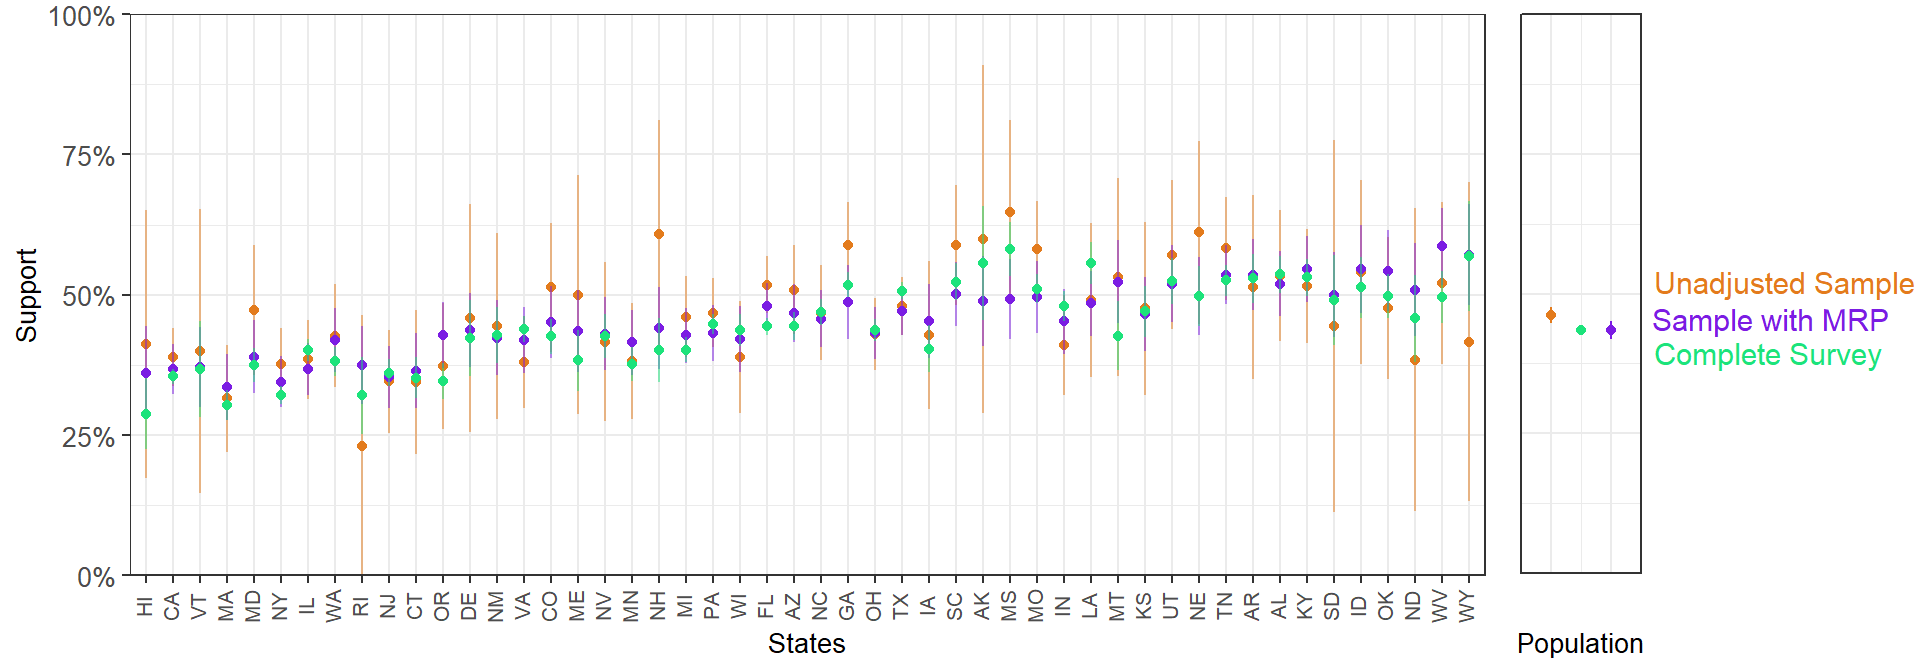 100%
75%
50%
25%
0%
Support
HI CA VT MA MD NY IL WA RI NJ CT OR DE NM VA CO ME NV MN NH MI PA WI FL AZ NC GA OH TX IA SC AK MS MO IN LA MT KS UT NE TN AR AL KY SD ID OK ND WV WY
States
Population
Unadjusted Sample
Sample with MRP
Complete Survey